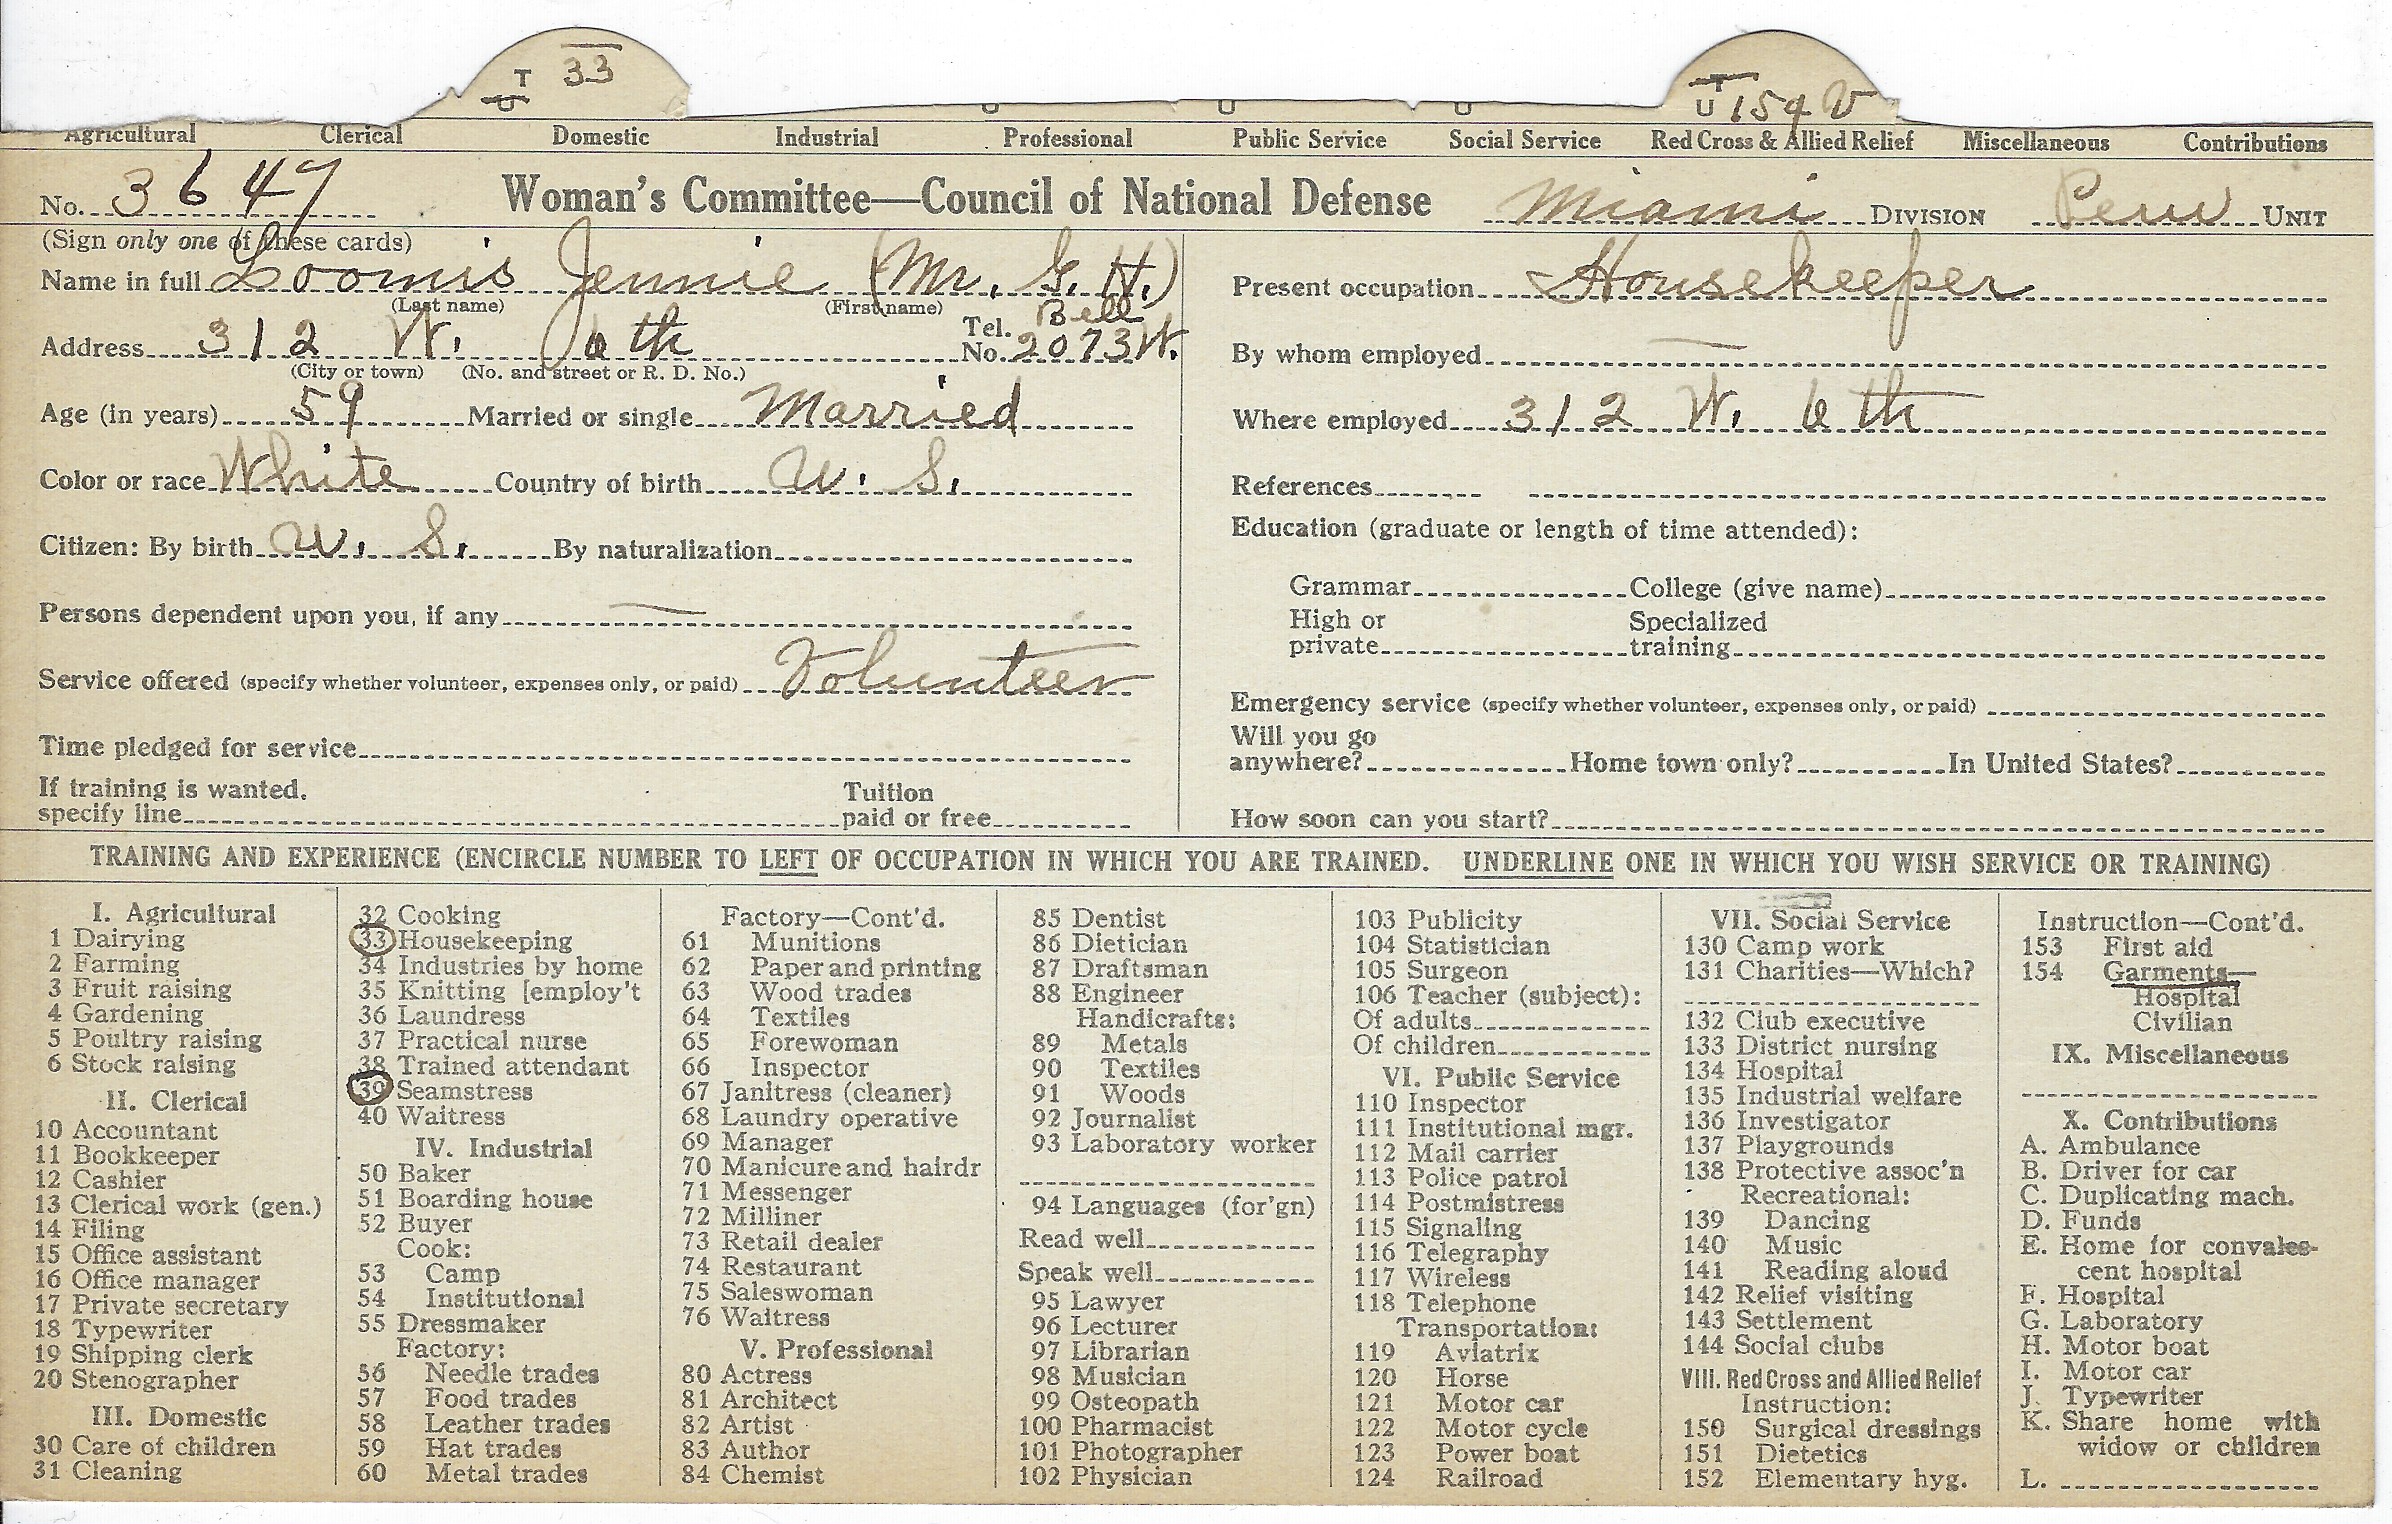 T 33
U
T
U 154 V
U U U
Agricultural Clerical Domestic Industrial Professional Public Service Social Service Red Cross & Allied Relief Miscellaneous Contributions
No. 3647 Woman's Committee—Council of National Defense Miami DIVISION Peru UNIT
(Sign only one of these cards)
Name in full Loomis Jennie (Mr. G. H.)
(Last name) (First name)
Bell
Address 312 W. 6th Tel. No. 2073W.
(City or town) (No. and street or R. D. No.)
Age (in years) 59 Married or single Married
Color or race White Country of birth U. S.
Citizen: By birth U. S. By naturalization
Persons dependent upon you, if any —
Service offered (specify whether volunteer, expenses only, or paid) Volunteer
Time pledged for service
If training is wanted, specify line Tuition paid or free
Present occupation Housekeeper
By whom employed —
Where employed 312 W. 6th
References
Education (graduate or length of time attended):
Grammar College (give name)
High or Specialized
private training
Emergency service (specify whether volunteer, expenses only, or paid)
Will you go
anywhere? Home town only? In United States?
How soon can you start?
TRAINING AND EXPERIENCE (ENCIRCLE NUMBER TO LEFT OF OCCUPATION IN WHICH YOU ARE TRAINED. UNDERLINE ONE IN WHICH YOU WISH SERVICE OR TRAINING)
I. Agricultural
1 Dairying
2 Farming
3 Fruit raising
4 Gardening
5 Poultry raising
6 Stock raising
II. Clerical
10 Accountant
11 Bookkeeper
12 Cashier
13 Clerical work (gen.)
14 Filing
15 Office assistant
16 Office manager
17 Private secretary
18 Typewriter
19 Shipping clerk
20 Stenographer
III. Domestic
30 Care of children
31 Cleaning
32 Cooking
33 Housekeeping
34 Industries by home
35 Knitting [employ't
36 Laundress
37 Practical nurse
38 Trained attendant
39 Seamstress
40 Waitress
IV. Industrial
50 Baker
51 Boarding house
52 Buyer
Cook:
53 Camp
54 Institutional
55 Dressmaker
Factory:
56 Needle trades
57 Food trades
58 Leather trades
59 Hat trades
60 Metal trades
Factory—Cont'd.
61 Munitions
62 Paper and printing
63 Wood trades
64 Textiles
65 Forewoman
66 Inspector
67 Janitress (cleaner)
68 Laundry operative
69 Manager
70 Manicure and hairdr
71 Messenger
72 Milliner
73 Retail dealer
74 Restaurant
75 Saleswoman
76 Waitress
V. Professional
80 Actress
81 Architect
82 Artist
83 Author
84 Chemist
85 Dentist
86 Dietician
87 Draftsman
88 Engineer
Handicrafts:
89 Metals
90 Textiles
91 Woods
92 Journalist
93 Laboratory worker
94 Languages (for'gn)
Read well
Speak well
95 Lawyer
96 Lecturer
97 Librarian
98 Musician
99 Osteopath
100 Pharmacist
101 Photographer
102 Physician
103 Publicity
104 Statistician
105 Surgeon
106 Teacher (subject):
Of adults
Of children
VI. Public Service
110 Inspector
111 Institutional mgr.
112 Mail carrier
113 Police patrol
114 Postmistress
115 Signaling
116 Telegraphy
117 Wireless
118 Telephone
Transportation:
119 Aviatrix
120 Horse
121 Motor car
122 Motor cycle
123 Power boat
124 Railroad
VII. Social Service
130 Camp work
131 Charities—Which?
132 Club executive
133 District nursing
134 Hospital
135 Industrial welfare
136 Investigator
137 Playgrounds
138 Protective assoc'n
Recreational:
139 Dancing
140 Music
141 Reading aloud
142 Relief visiting
143 Settlement
144 Social clubs
VIII. Red Cross and Allied Relief
Instruction:
150 Surgical dressings
151 Dietetics
152 Elementary hyg.
Instruction—Cont'd.
153 First aid
154 Garments—
Hospital
Civilian
IX. Miscellaneous
X. Contributions
A. Ambulance
B. Driver for car
C. Duplicating mach.
D. Funds
E. Home for convales-
cent hospital
F. Hospital
G. Laboratory
H. Motor boat
I. Motor car
J. Typewriter
K. Share home with
widow or children
L.